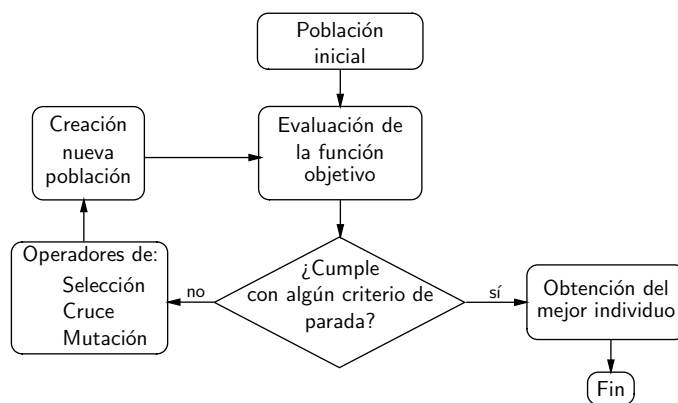 Población
inicial
Creación
nueva
población
Evaluación de
la función
objetivo
Operadores de:
Selección
Cruce
Mutación
no
¿Cumple
con algún criterio de
parada?
sí
Obtención del
mejor individuo
Fin